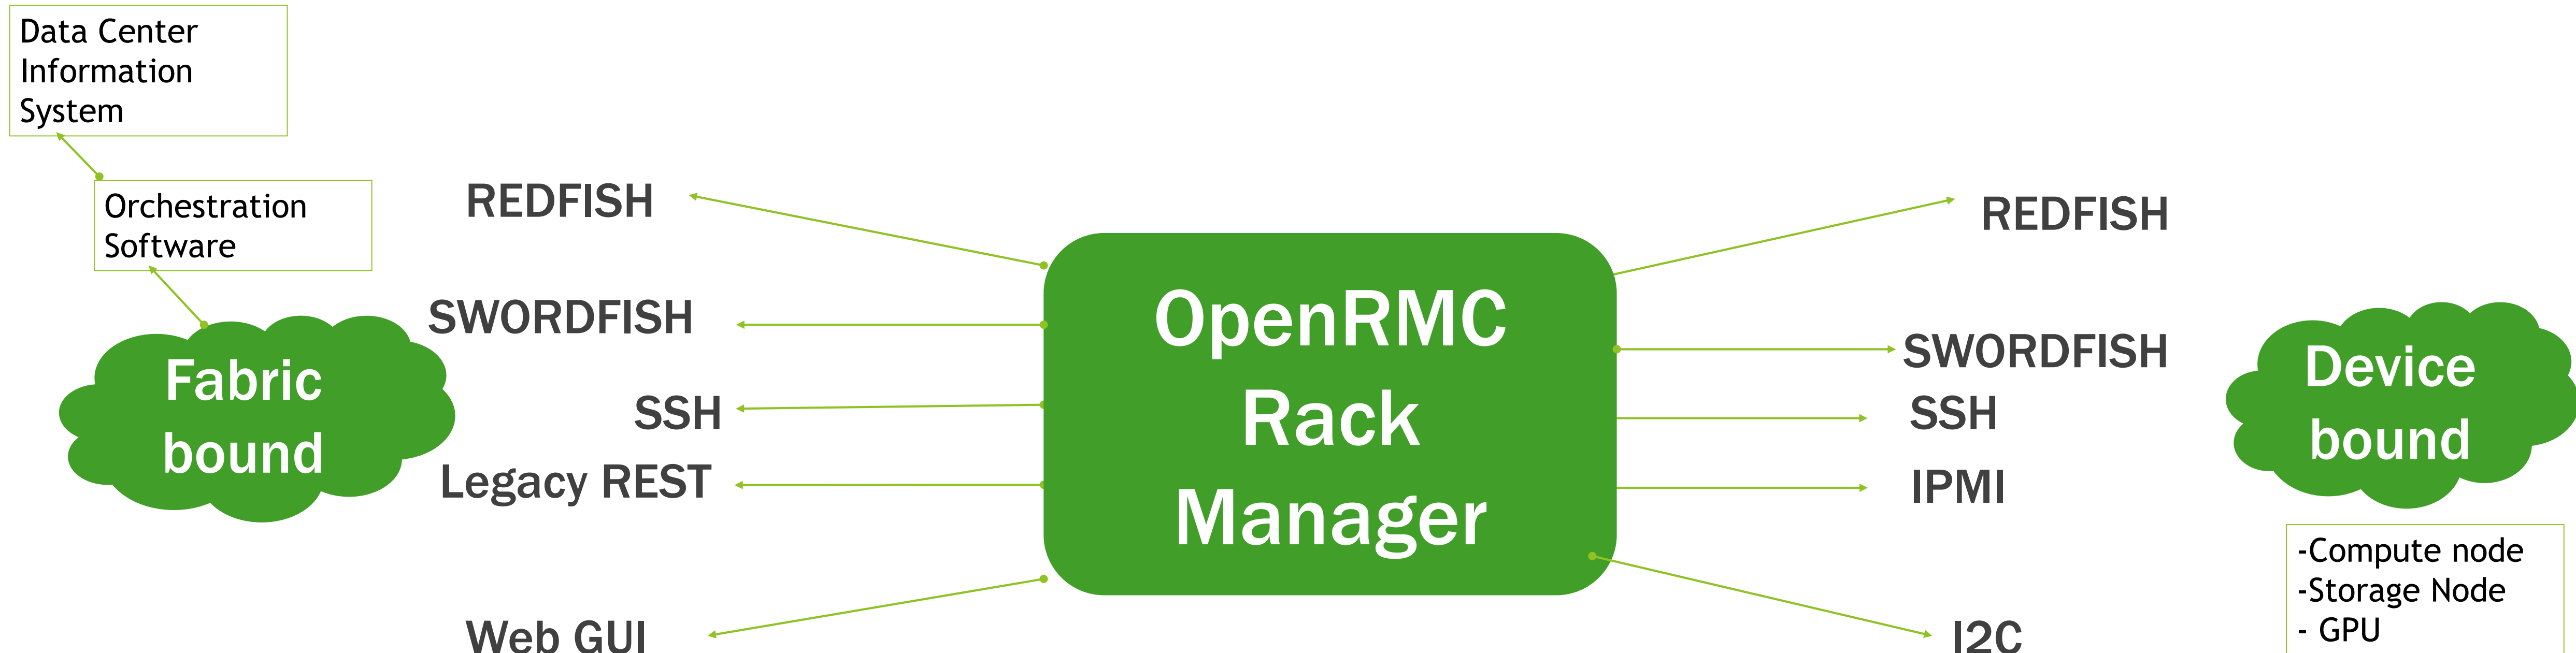 Data Center
Information
System
Orchestration
Software
Fabric
bound
REDFISH
SWORDFISH
SSH
Legacy REST
Web GUI
OpenRMC
Rack
Manager
REDFISH
SWORDFISH
SSH
IPMI
I2C
Device
bound
-Compute node
-Storage Node
- GPU